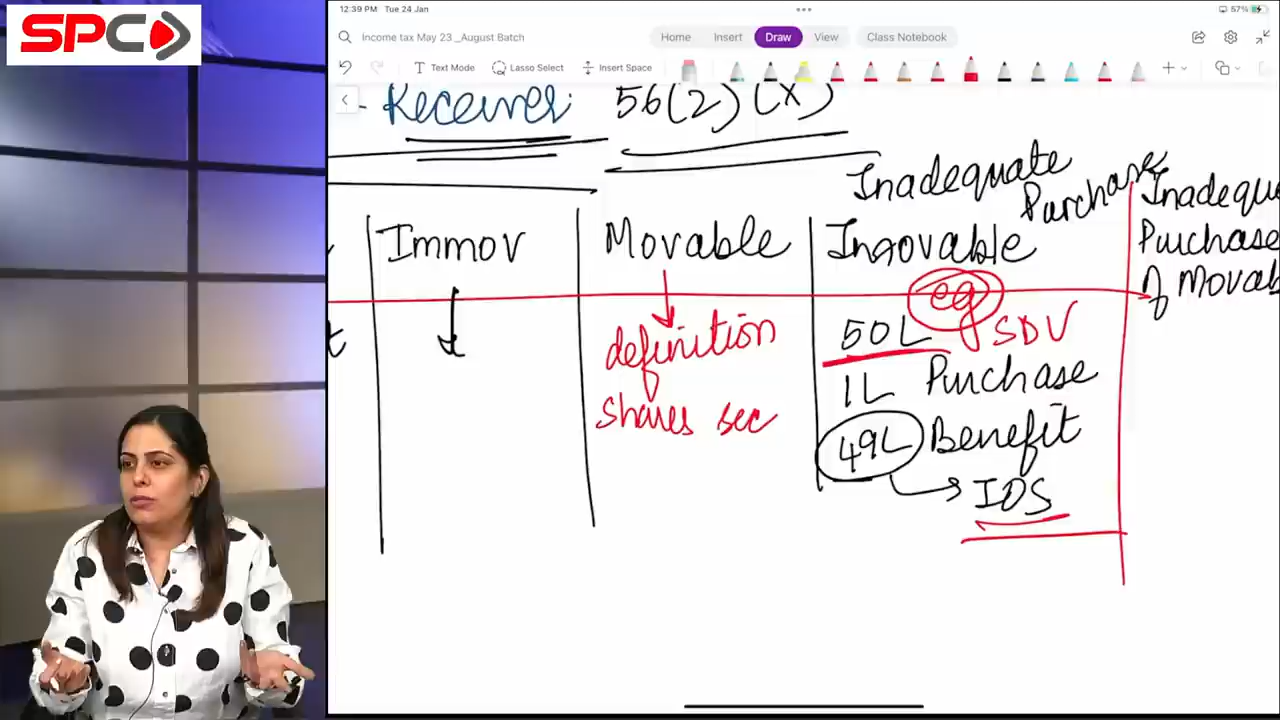 SPC
12:39 PM Tue 24 Jan
57%
Income tax May 23 _August Batch
Home Insert Draw View Class Notebook
Text Mode Lasso Select Insert Space
- Receiver: 56(2)(x)
Immov
Movable
definition
shares sec
Inadequate
Purchase
Immovable
eg
50L SDV
1L Purchase
49L Benefit
→ IOS
Inadequ
Purchase
of Movab